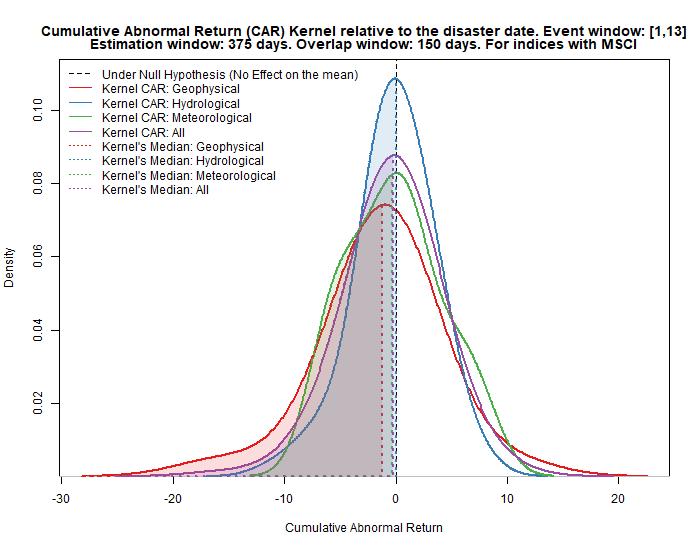 Cumulative Abnormal Return (CAR) Kernel relative to the disaster date. Event window: [1,13]
Estimation window: 375 days. Overlap window: 150 days. For indices with MSCI
Under Null Hypothesis (No Effect on the mean)
Kernel CAR: Geophysical
Kernel CAR: Hydrological
Kernel CAR: Meteorological
Kernel CAR: All
Kernel's Median: Geophysical
Kernel's Median: Hydrological
Kernel's Median: Meteorological
Kernel's Median: All
Density
0.10
0.08
0.06
0.04
0.02
-30 -20 -10 0 10 20
Cumulative Abnormal Return